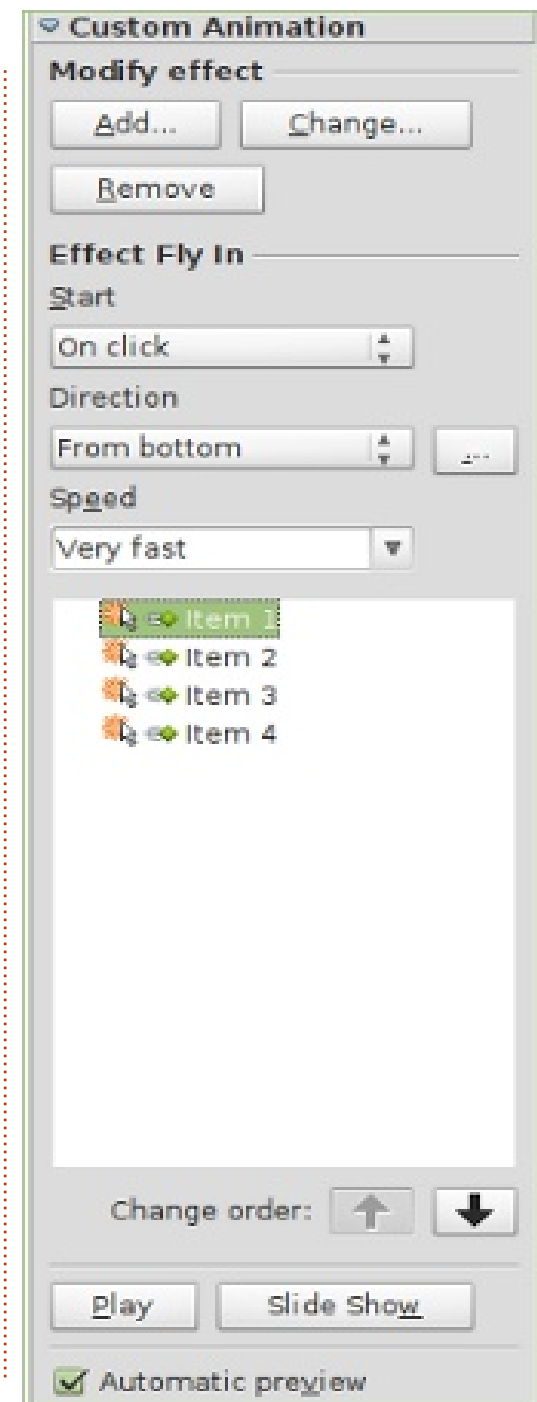 Custom Animation
Modify effect
Add... Change...
Remove
Effect Fly In
Start
On click
Direction
From bottom ...
Speed
Very fast
Item 1
Item 2
Item 3
Item 4
Change order:
Play Slide Show
Automatic preview